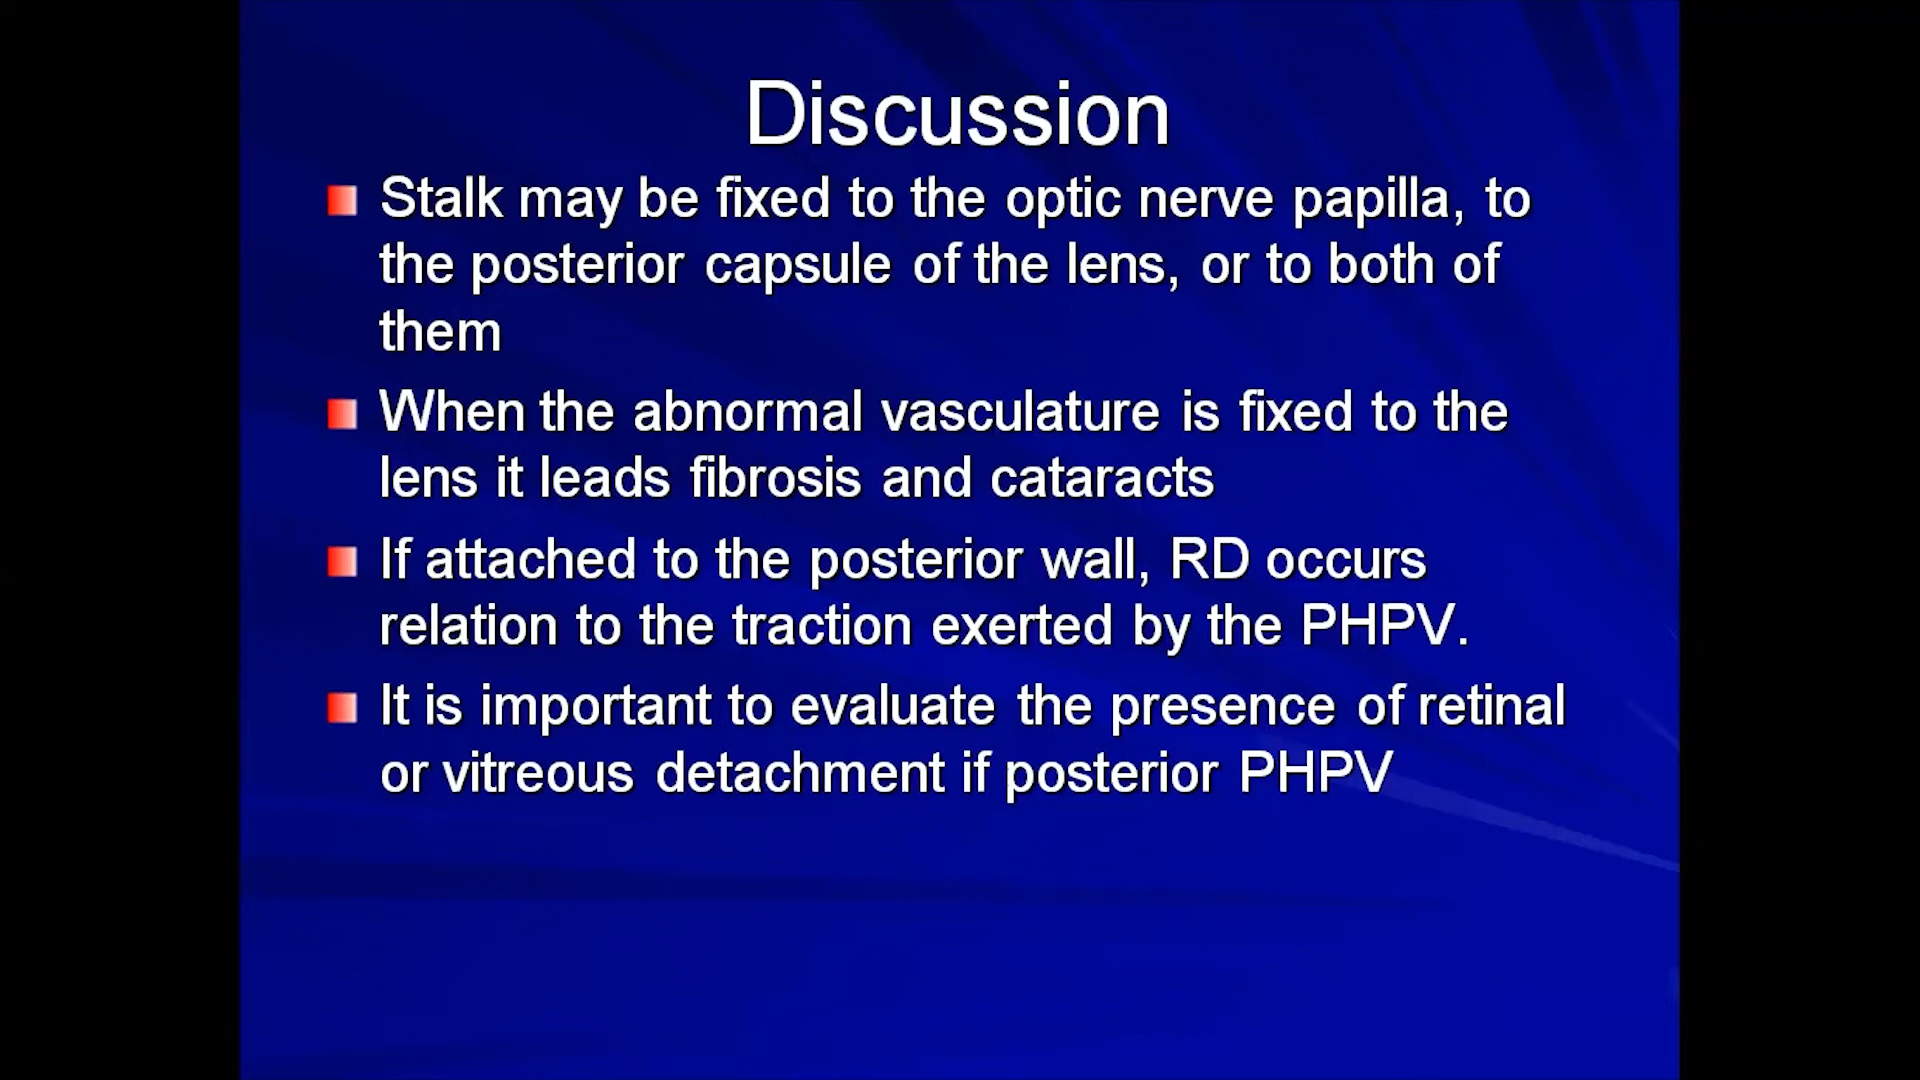 Discussion
Stalk may be fixed to the optic nerve papilla, to
the posterior capsule of the lens, or to both of
them
When the abnormal vasculature is fixed to the
lens it leads fibrosis and cataracts
If attached to the posterior wall, RD occurs
relation to the traction exerted by the PHPV.
It is important to evaluate the presence of retinal
or vitreous detachment if posterior PHPV